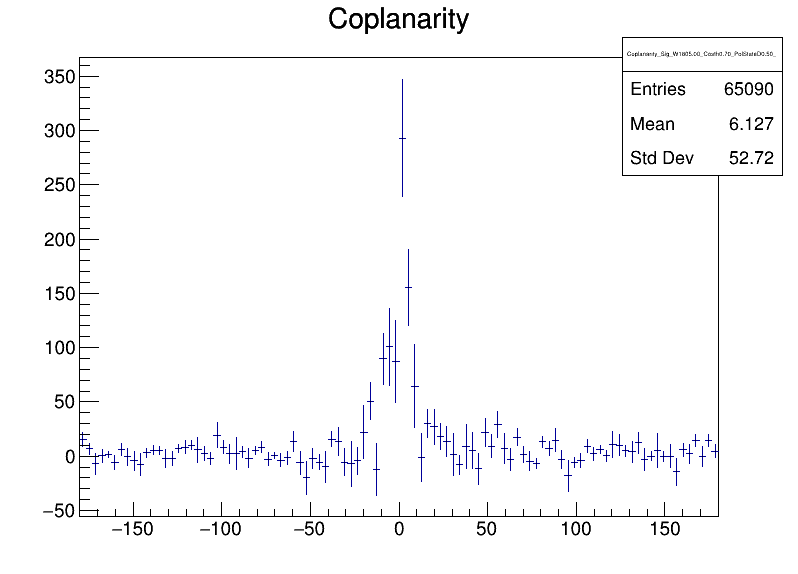 Coplanarity
Coplanarity_Sig_W1805.00_Costh0.70_PolStateD0.50_
Entries 65090
Mean 6.127
Std Dev 52.72
350
300
250
200
150
100
50
0
−50
−150 −100 −50 0 50 100 150